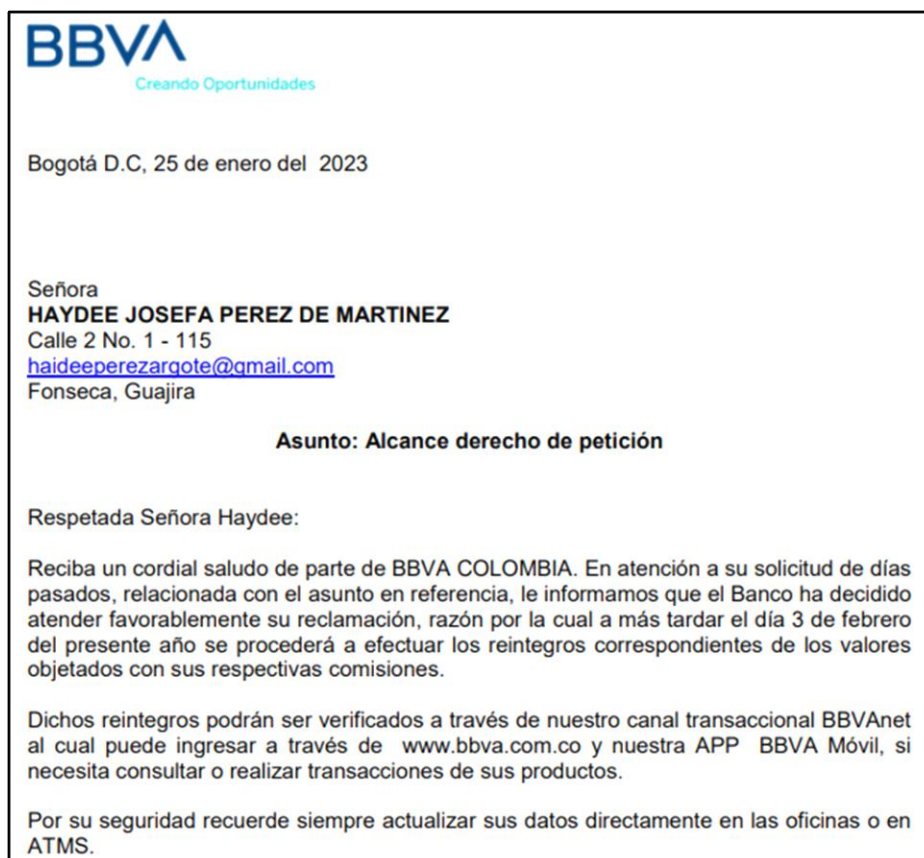 BBVA
Creando Oportunidades
Bogotá D.C, 25 de enero del  2023
Señora
HAYDEE JOSEFA PEREZ DE MARTINEZ
Calle 2 No. 1 - 115
haideeperezargote@gmail.com
Fonseca, Guajira
Asunto: Alcance derecho de petición
Respetada Señora Haydee:
Reciba un cordial saludo de parte de BBVA COLOMBIA. En atención a su solicitud de días
pasados, relacionada con el asunto en referencia, le informamos que el Banco ha decidido
atender favorablemente su reclamación, razón por la cual a más tardar el día 3 de febrero
del presente año se procederá a efectuar los reintegros correspondientes de los valores
objetados con sus respectivas comisiones.
Dichos reintegros podrán ser verificados a través de nuestro canal transaccional BBVAnet
al cual puede ingresar a través de  www.bbva.com.co y nuestra APP  BBVA Móvil, si
necesita consultar o realizar transacciones de sus productos.
Por su seguridad recuerde siempre actualizar sus datos directamente en las oficinas o en
ATMS.